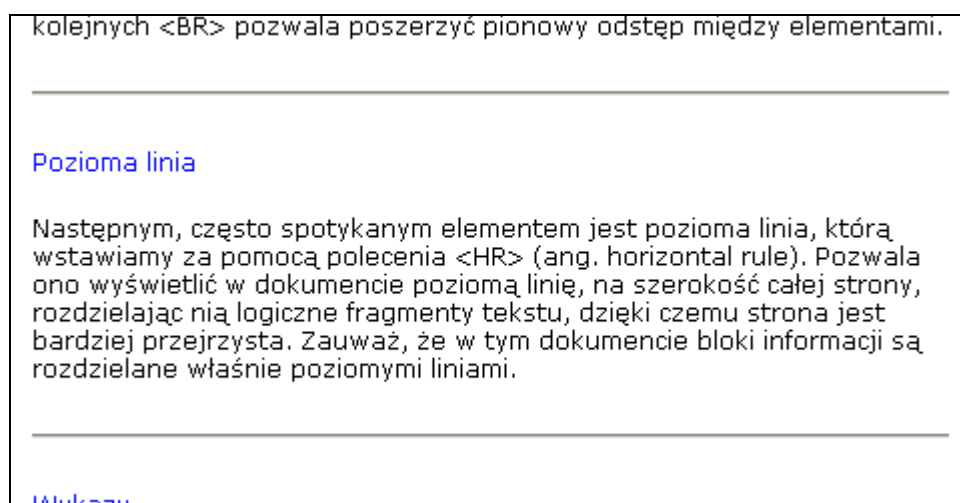 kolejnych <BR> pozwala poszerzyć pionowy odstęp między elementami.
Pozioma linia
Następnym, często spotykanym elementem jest pozioma linia, którą
wstawiamy za pomocą polecenia <HR> (ang. horizontal rule). Pozwala
ono wyświetlić w dokumencie poziomą linię, na szerokość całej strony,
rozdzielając nią logiczne fragmenty tekstu, dzięki czemu strona jest
bardziej przejrzysta. Zauważ, że w tym dokumencie bloki informacji są
rozdzielane właśnie poziomymi liniami.
Wykazy